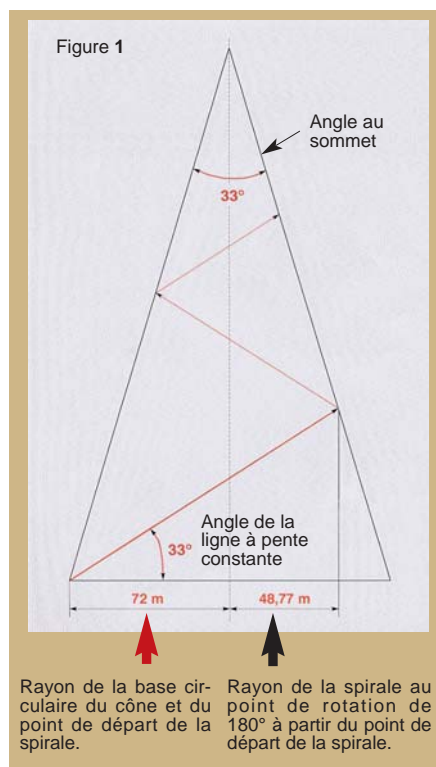 Figure 1
Angle au
sommet
33°
Angle de la
ligne à pente
constante
33°
72 m
48,77 m
Rayon de la base cir-
culaire du cône et du
point de départ de la
spirale.
Rayon de la spirale au
point de rotation de
180° à partir du point de
départ de la spirale.